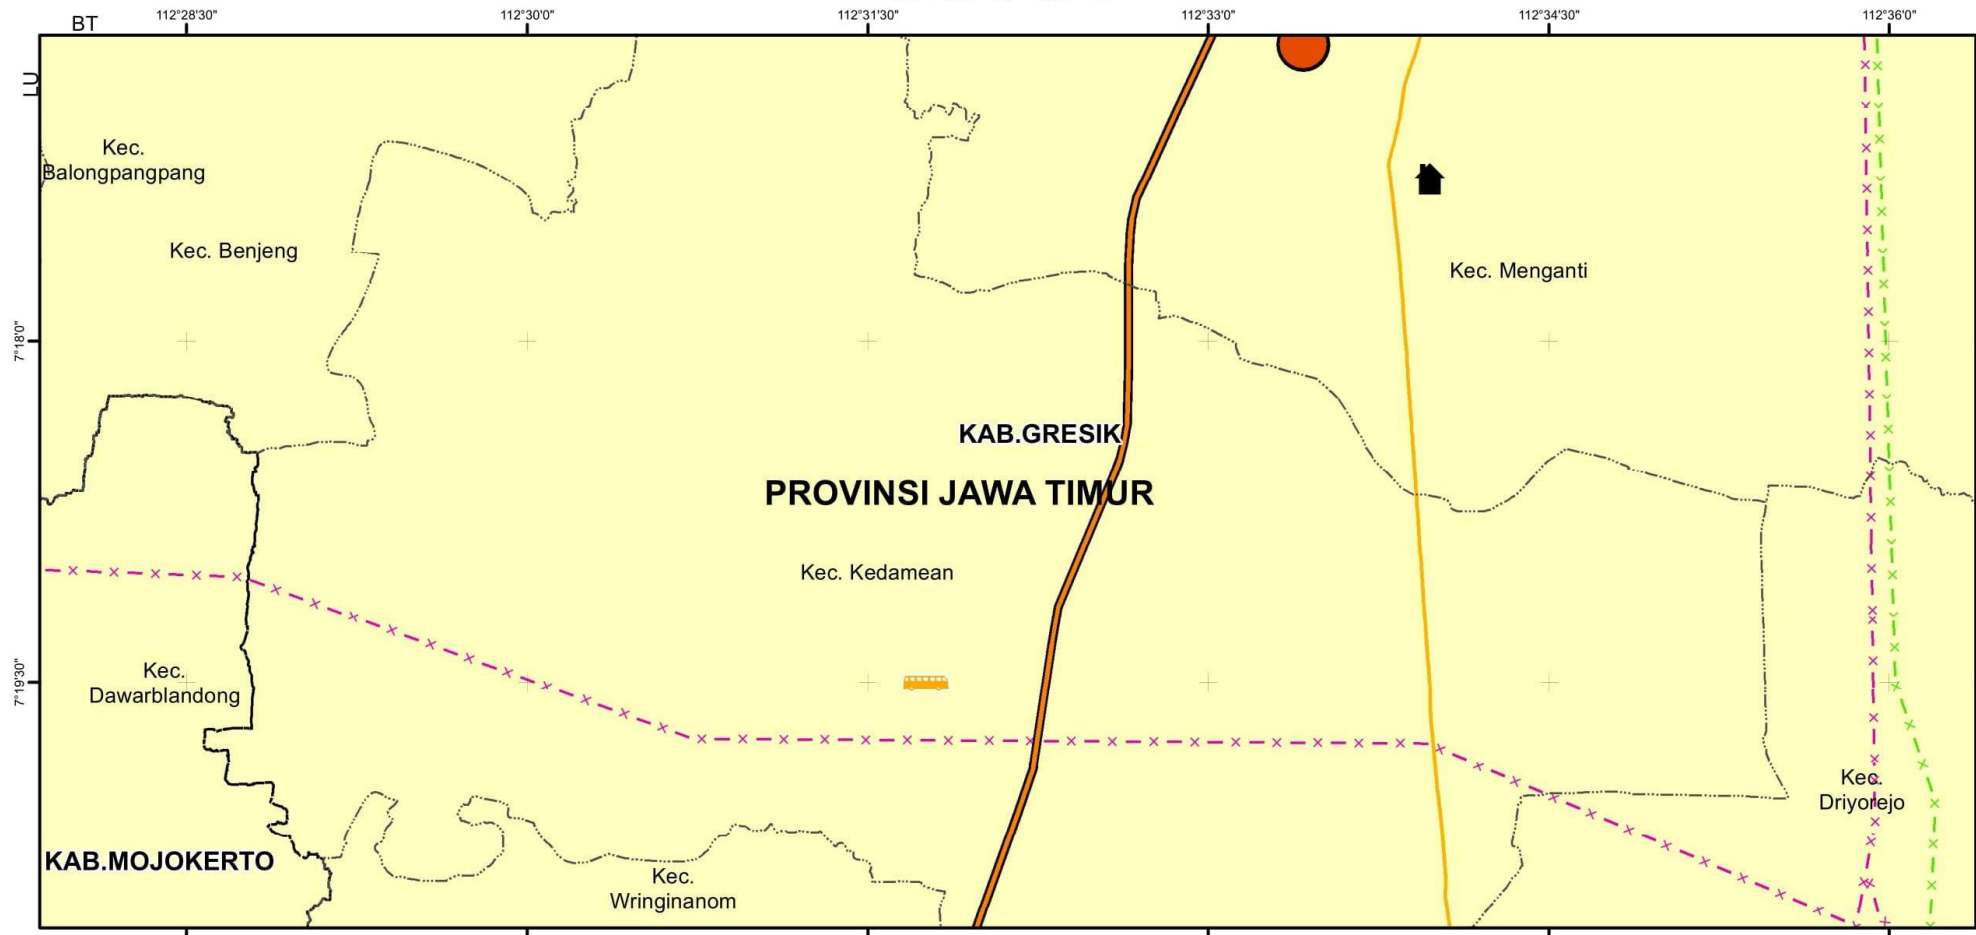 BT
112°28'30"
112°30'0"
112°31'30"
112°33'0"
112°34'30"
112°36'0"
LU
Kec.
Balongpangpang
Kec. Benjeng
Kec. Menganti
7°18'0"
KAB.GRESIK
PROVINSI JAWA TIMUR
Kec. Kedamean
Kec.
Dawarblandong
7°19'30"
Kec.
Driyorejo
KAB.MOJOKERTO
Kec.
Wringinanom